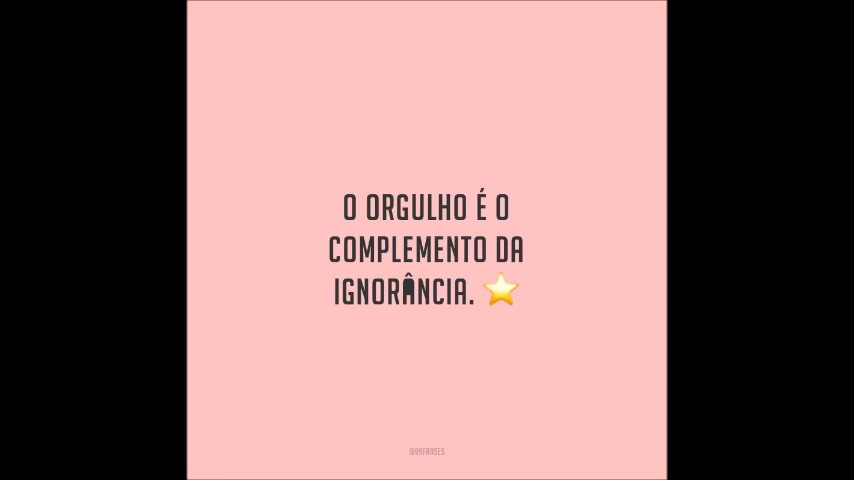 O ORGULHO É O
COMPLEMENTO DA
IGNORÂNCIA. ⭐
@99FRASES